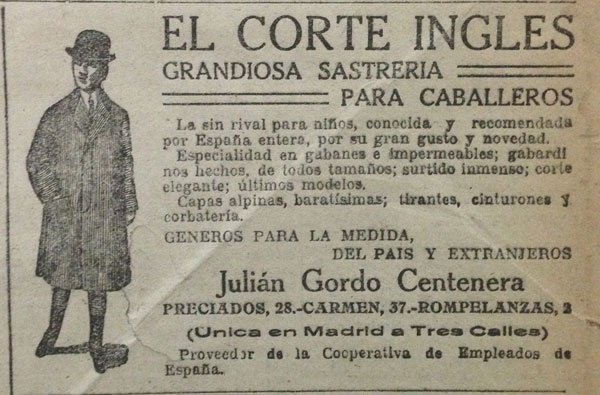 EL CORTE INGLES
GRANDIOSA SASTRERIA
PARA CABALLEROS
La sin rival para niños, conocida y recomendada
por España entera, por su gran gusto y novedad.
Especialidad en gabanes e impermeables; gabardi
nos hechos, de todos tamaños; surtido inmenso; corte
elegante; últimos modelos.
Capas alpinas, baratísimas; tirantes, cinturones y
corbatería.
GENEROS PARA LA MEDIDA,
DEL PAIS Y EXTRANJEROS
Julián Gordo Centenera
PRECIADOS, 28.-CARMEN, 37.-ROMPELANZAS, 2
(Unica en Madrid a Tres Calles)
Proveedor de la Cooperativa de Empleados de
España.